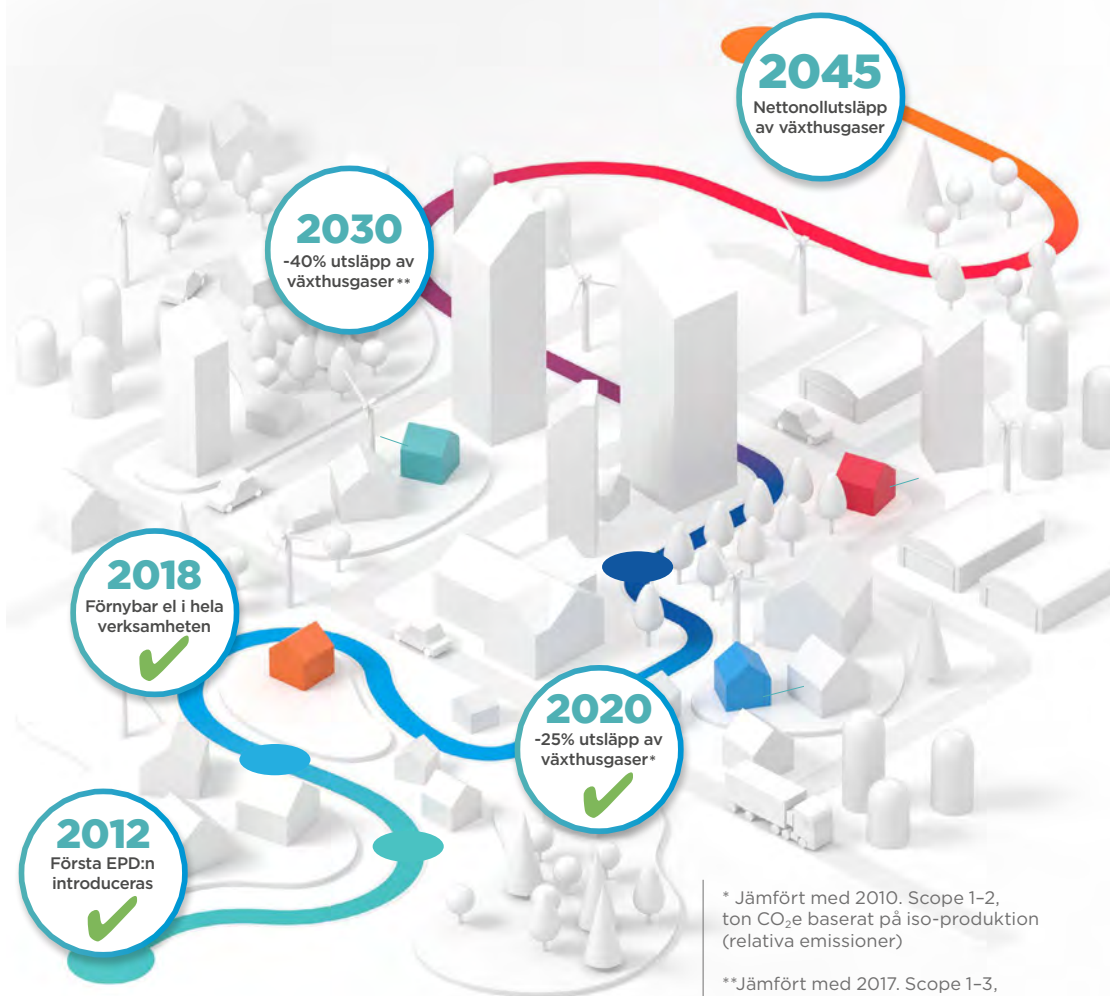 2045
Nettonollutsläpp
av växthusgaser
2030
-40% utsläpp av
växthusgaser**
2018
Förnybar el i hela
verksamheten
2020
-25% utsläpp av
växthusgaser*
2012
Första EPD:n
introduceras
* Jämfört med 2010. Scope 1–2,
ton CO₂e baserat på iso-produktion
(relativa emissioner)
**Jämfört med 2017. Scope 1–3,